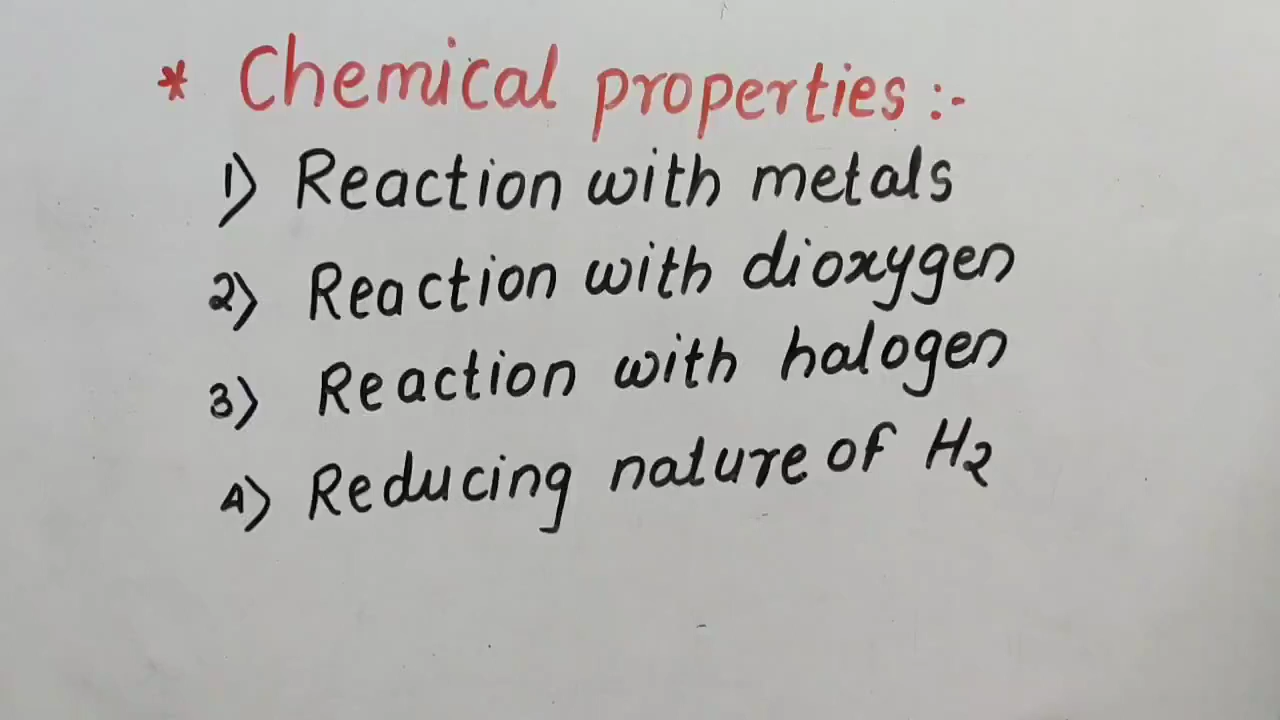 * Chemical properties :-
1) Reaction with metals
2) Reaction with dioxygen
3) Reaction with halogen
4) Reducing nature of H2